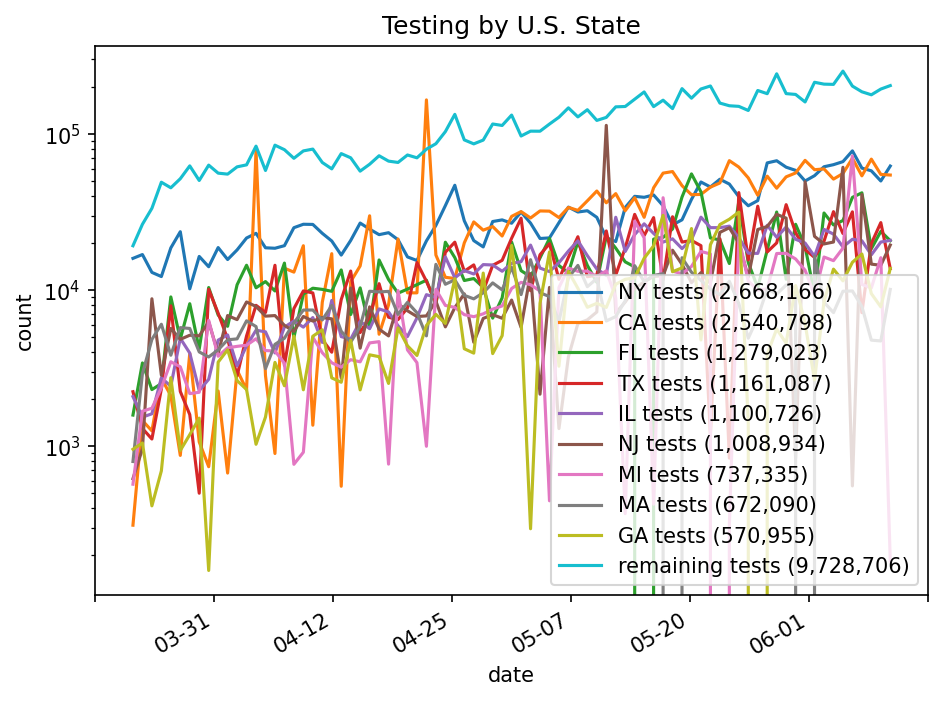 Testing by U.S. State
count
10^5
10^4
10^3
NY tests (2,668,166)
CA tests (2,540,798)
FL tests (1,279,023)
TX tests (1,161,087)
IL tests (1,100,726)
NJ tests (1,008,934)
MI tests (737,335)
MA tests (672,090)
GA tests (570,955)
remaining tests (9,728,706)
03-31
04-12
04-25
05-07
05-20
06-01
date